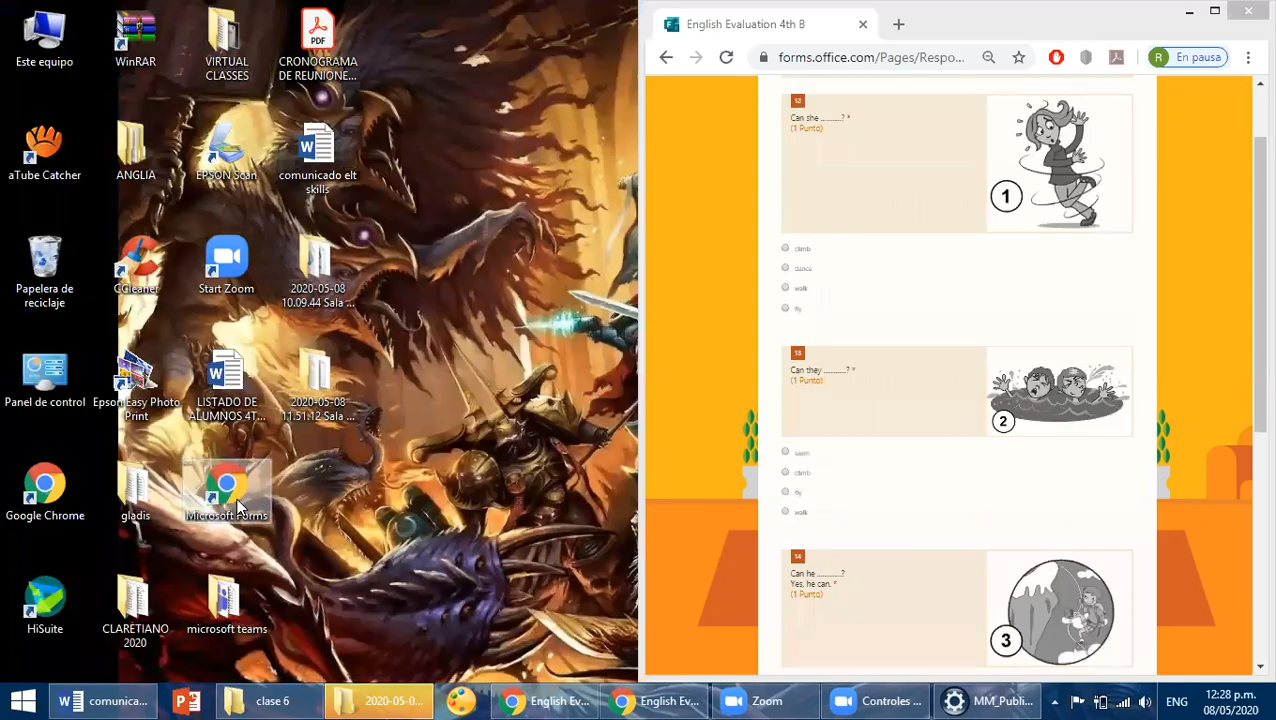 Este equipo
WinRAR
VIRTUAL
CLASSES
PDF
CRONOGRAMA
DE REUNIONE...
aTube Catcher
ANGLIA
EPSON Scan
comunicado elt
skills
Papelera de
reciclaje
CCleaner
Start Zoom
2020-05-08
10.09.44 Sala ...
Panel de control
Epson Easy Photo
Print
LISTADO DE
ALUMNOS 4T...
2020-05-08
11.51.12 Sala ...
Google Chrome
gladis
Microsoft Forms
HiSuite
CLARETIANO
2020
microsoft teams
English Evaluation 4th B
forms.office.com/Pages/Respo...
R En pausa
12
Can she ............? *
(1 Punto)
1
climb
dance
walk
fly
13
Can they ............? *
(1 Punto)
2
swim
climb
fly
walk
14
Can he ............?
Yes, he can. *
(1 Punto)
3
comunica...
clase 6
2020-05-0...
English Ev...
English Eva...
Zoom
Controles ...
MM_Publi...
ENG
12:28 p.m.
08/05/2020